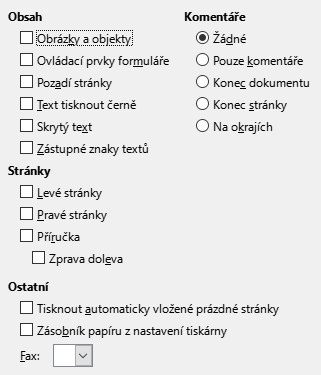 Obsah
Obrázky a objekty
Ovládací prvky formuláře
Pozadí stránky
Text tisknout černě
Skrytý text
Zástupné znaky textů
Komentáře
Žádné
Pouze komentáře
Konec dokumentu
Konec stránky
Na okrajích
Stránky
Levé stránky
Pravé stránky
Příručka
Zprava doleva
Ostatní
Tisknout automaticky vložené prázdné stránky
Zásobník papíru z nastavení tiskárny
Fax: